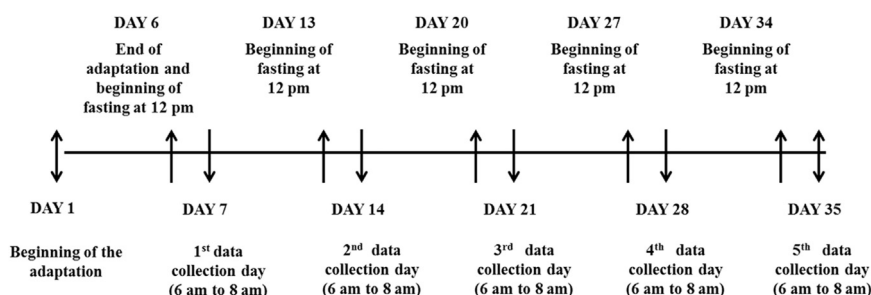 DAY 6
End of
adaptation and
beginning of
fasting at 12 pm
DAY 13
Beginning of
fasting at
12 pm
DAY 20
Beginning of
fasting at
12 pm
DAY 27
Beginning of
fasting at
12 pm
DAY 34
Beginning of
fasting at
12 pm
DAY 1
Beginning of the
adaptation
DAY 7
1st data
collection day
(6 am to 8 am)
DAY 14
2nd data
collection day
(6 am to 8 am)
DAY 21
3rd data
collection day
(6 am to 8 am)
DAY 28
4th data
collection day
(6 am to 8 am)
DAY 35
5th data
collection day
(6 am to 8 am)